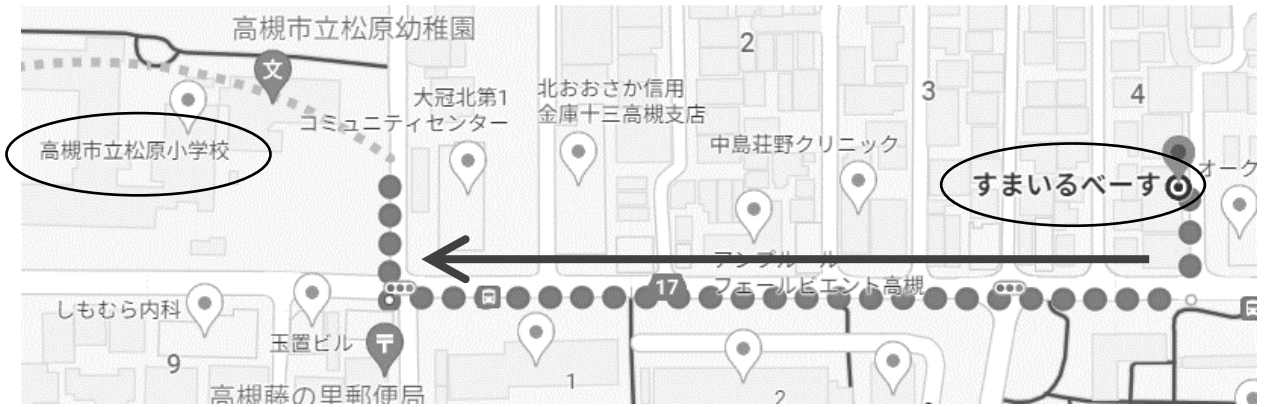 高槻市立松原幼稚園
文
2
大冠北第1
コミュニティセンター
北おおさか信用
金庫十三高槻支店
3
4
高槻市立松原小学校
中島荘野クリニック
すまいるべーす
オーク
アンプルール
フェールビエント高槻
17
しもむら内科
玉置ビル
〒
9
高槻藤の里郵便局
1
2